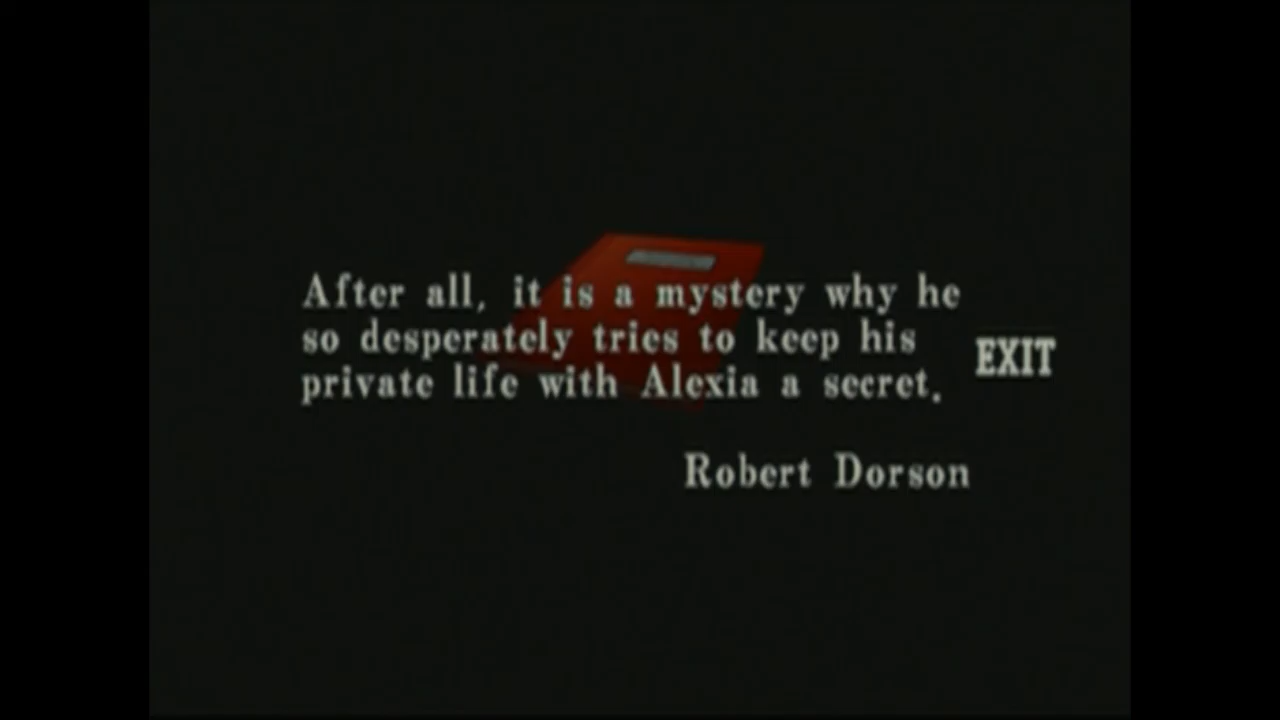 After all, it is a mystery why he
so desperately tries to keep his
private life with Alexia a secret.
EXIT
Robert Dorson